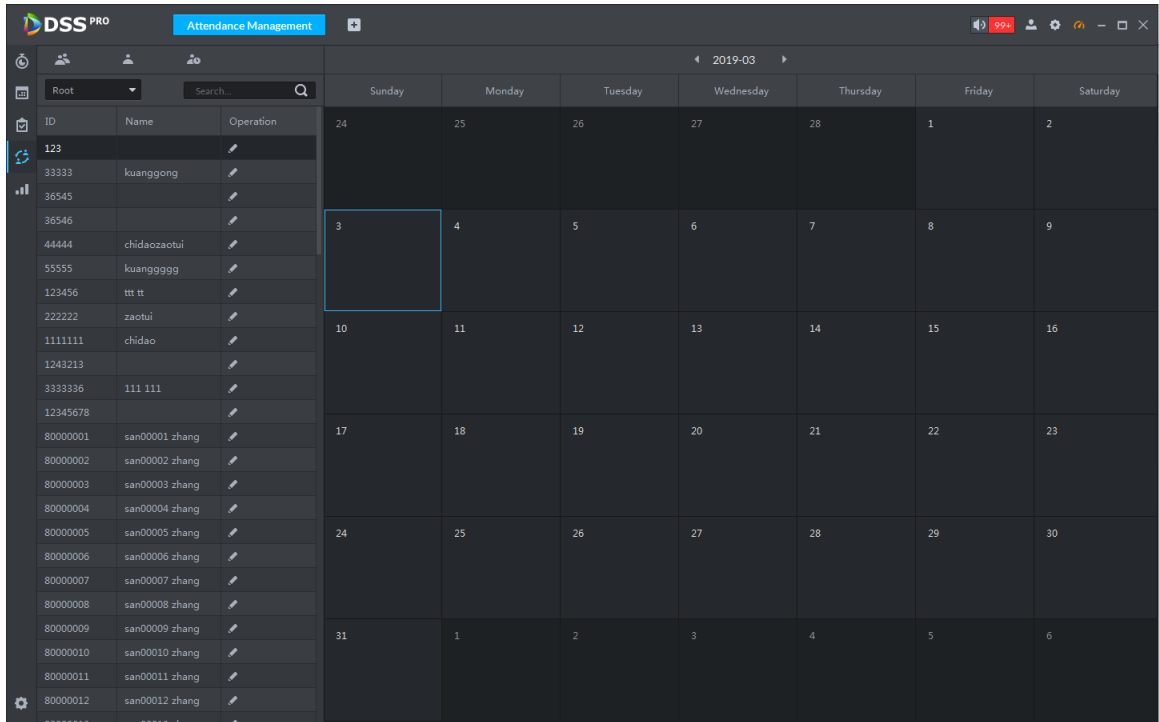 DSS PRO Attendance Management 99+
2019-03
Root Search... Sunday Monday Tuesday Wednesday Thursday Friday Saturday
ID Name Operation
24 25 26 27 28 1 2
123
33333 kuanggong
36545
36546
3 4 5 6 7 8 9
44444 chidaozaotui
55555 kuanggggg
123456 ttt tt
222222 zaotui
10 11 12 13 14 15 16
1111111 chidao
1243213
3333336 111 111
12345678
17 18 19 20 21 22 23
80000001 san00001 zhang
80000002 san00002 zhang
80000003 san00003 zhang
80000004 san00004 zhang
80000005 san00005 zhang
24 25 26 27 28 29 30
80000006 san00006 zhang
80000007 san00007 zhang
80000008 san00008 zhang
80000009 san00009 zhang
31 1 2 3 4 5 6
80000010 san00010 zhang
80000011 san00011 zhang
80000012 san00012 zhang